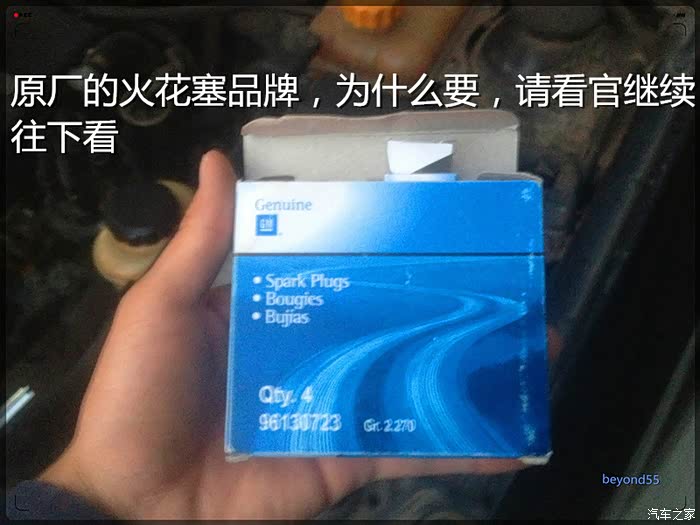 原厂的火花塞品牌，为什么要，请看官继续
往下看
Genuine
GM
• Spark Plugs
• Bougies
• Bujias
Qty. 4
96130723 Gr. 2.270
beyond55
汽车之家